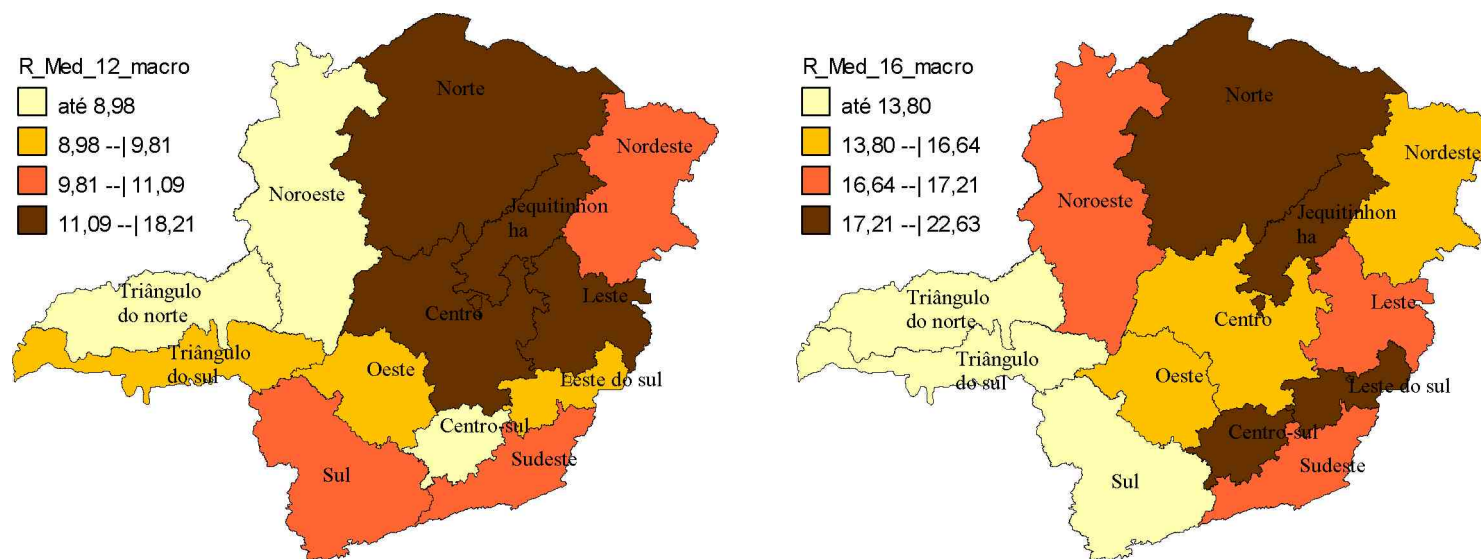 R_Med_12_macro
até 8,98
8,98 --| 9,81
9,81 --| 11,09
11,09 --| 18,21
Norte
Nordeste
Noroeste
Jequitinhon
ha
Triângulo
do norte
Centro
Leste
Triângulo
do sul
Oeste
Leste do sul
Centro-sul
Sul
Sudeste
R_Med_16_macro
até 13,80
13,80 --| 16,64
16,64 --| 17,21
17,21 --| 22,63
Norte
Nordeste
Noroeste
Jequitinhon
ha
Triângulo
do norte
Centro
Leste
Triângulo
do sul
Oeste
Leste do sul
Centro-sul
Sul
Sudeste